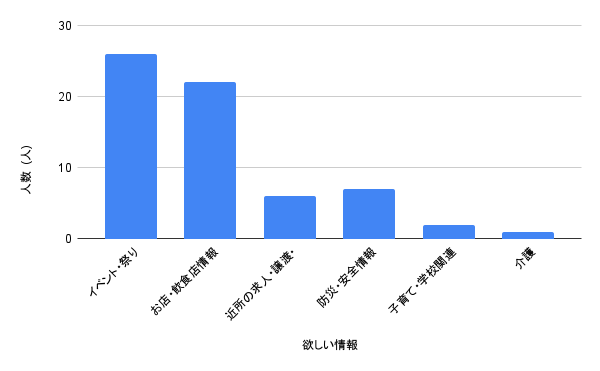 30
20
10
0
人数（人）
イベント・祭り
お店・飲食店情報
近所の求人・譲渡・
防災・安全情報
子育て・学校関連
介護
欲しい情報